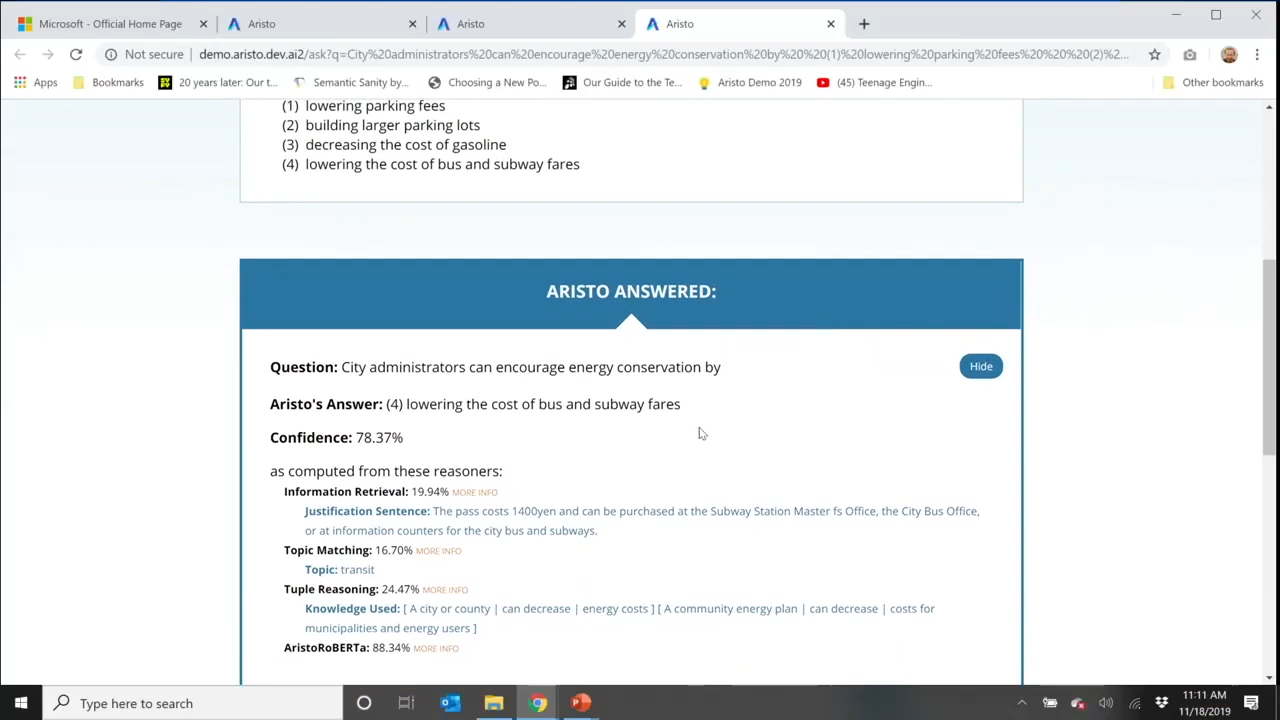 Microsoft - Official Home Page
Aristo
Aristo
Aristo
Not secure
demo.aristo.dev.ai2/ask?q=City%20administrators%20can%20encourage%20energy%20conservation%20by%20%20(1)%20lowering%20parking%20fees%20%20%20(2)%2...
Apps
Bookmarks
20 years later: Our t...
Semantic Sanity by...
Choosing a New Po...
Our Guide to the Te...
Aristo Demo 2019
(45) Teenage Engin...
Other bookmarks
(1) lowering parking fees
(2) building larger parking lots
(3) decreasing the cost of gasoline
(4) lowering the cost of bus and subway fares
ARISTO ANSWERED:
Question: City administrators can encourage energy conservation by
Hide
Aristo's Answer: (4) lowering the cost of bus and subway fares
Confidence: 78.37%
as computed from these reasoners:
Information Retrieval: 19.94% MORE INFO
Justification Sentence: The pass costs 1400yen and can be purchased at the Subway Station Master fs Office, the City Bus Office,
or at information counters for the city bus and subways.
Topic Matching: 16.70% MORE INFO
Topic: transit
Tuple Reasoning: 24.47% MORE INFO
Knowledge Used: [ A city or county | can decrease | energy costs ] [ A community energy plan | can decrease | costs for
municipalities and energy users ]
AristoRoBERTa: 88.34% MORE INFO
Type here to search
11:11 AM
11/18/2019